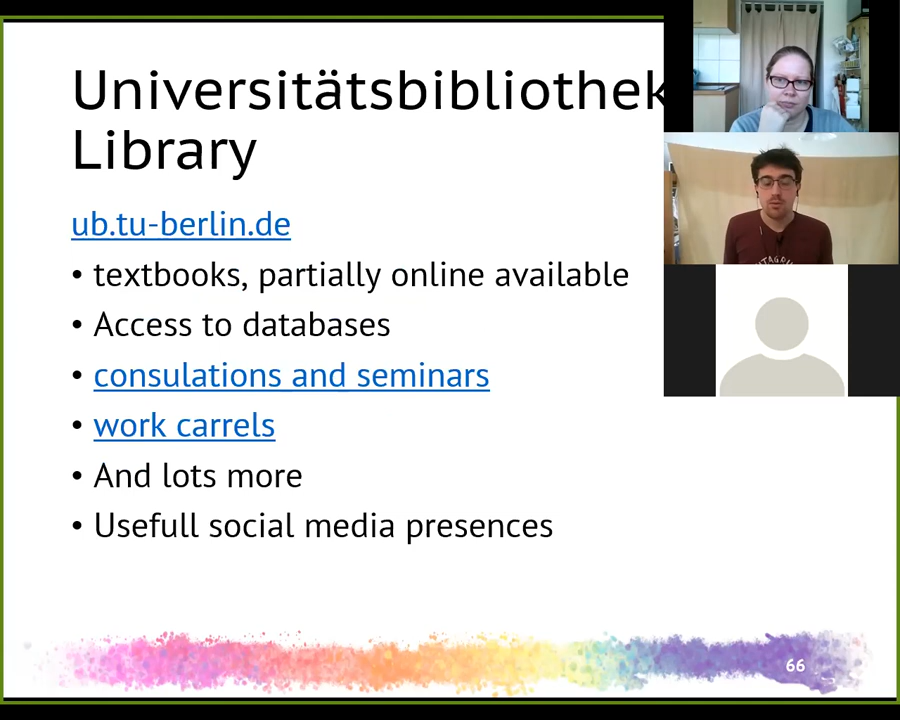 Universitätsbibliothek
Library
ub.tu-berlin.de
• textbooks, partially online available
• Access to databases
• consulations and seminars
• work carrels
• And lots more
• Usefull social media presences
66